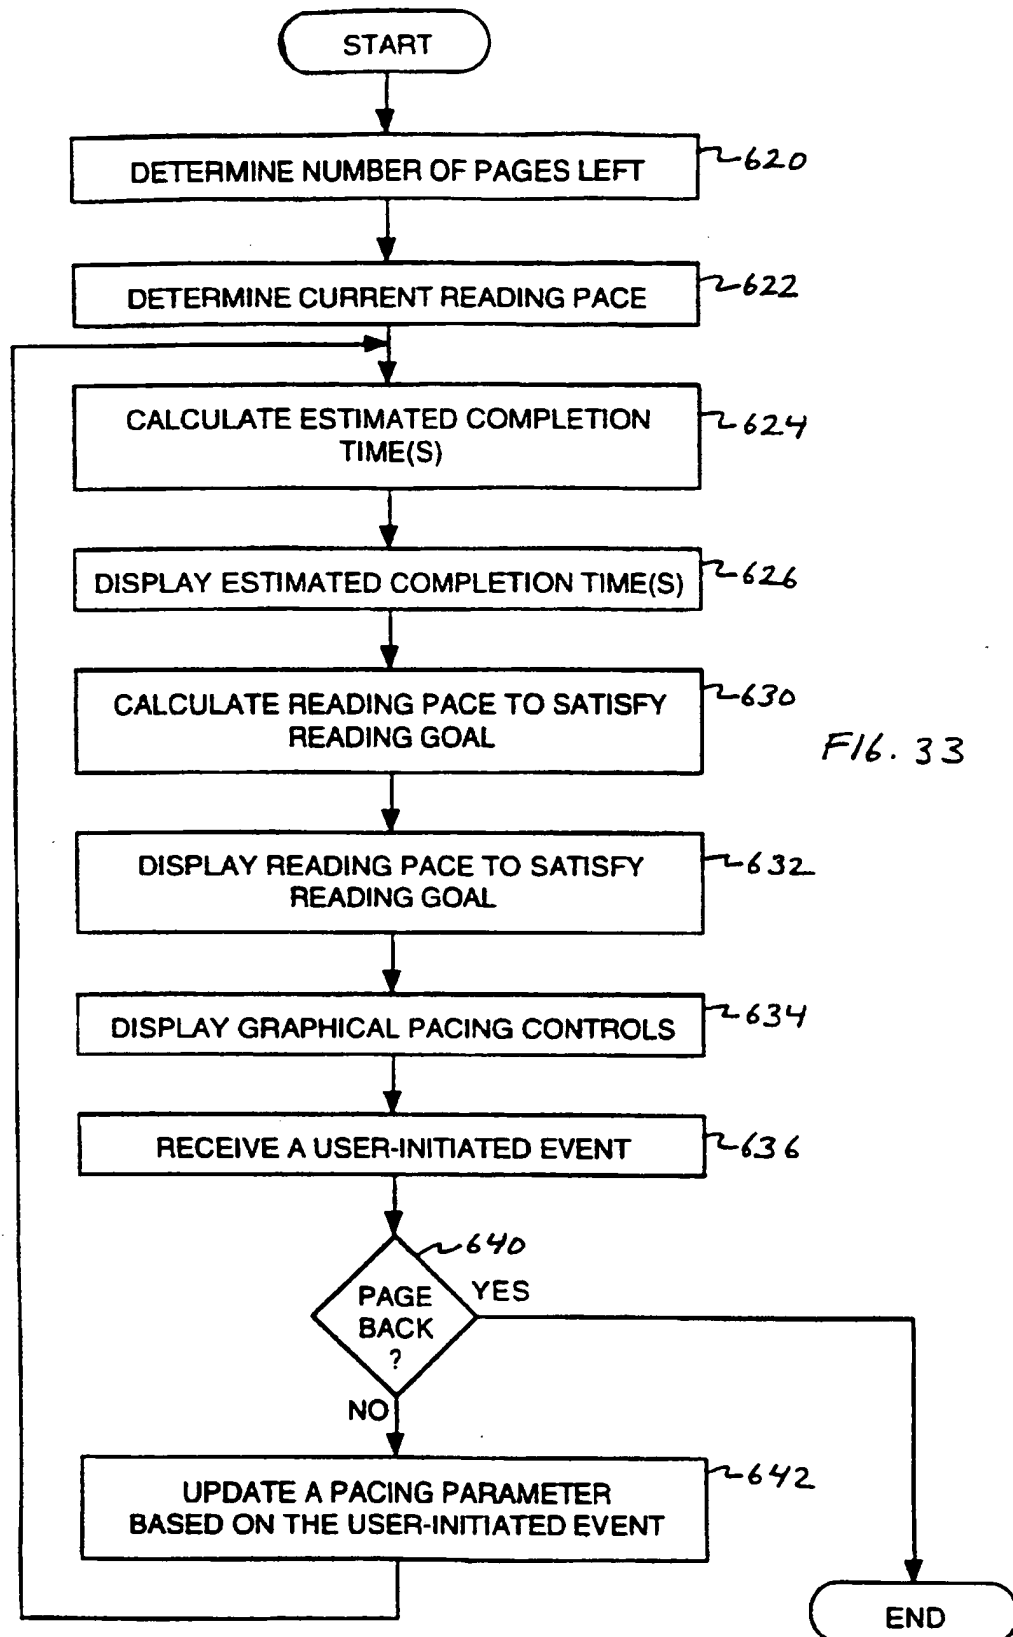 START
DETERMINE NUMBER OF PAGES LEFT
620
DETERMINE CURRENT READING PACE
622
CALCULATE ESTIMATED COMPLETION
TIME(S)
624
DISPLAY ESTIMATED COMPLETION TIME(S)
626
CALCULATE READING PACE TO SATISFY
READING GOAL
630
FIG. 33
DISPLAY READING PACE TO SATISFY
READING GOAL
632
DISPLAY GRAPHICAL PACING CONTROLS
634
RECEIVE A USER-INITIATED EVENT
636
640
PAGE
BACK
?
YES
NO
UPDATE A PACING PARAMETER
BASED ON THE USER-INITIATED EVENT
642
END